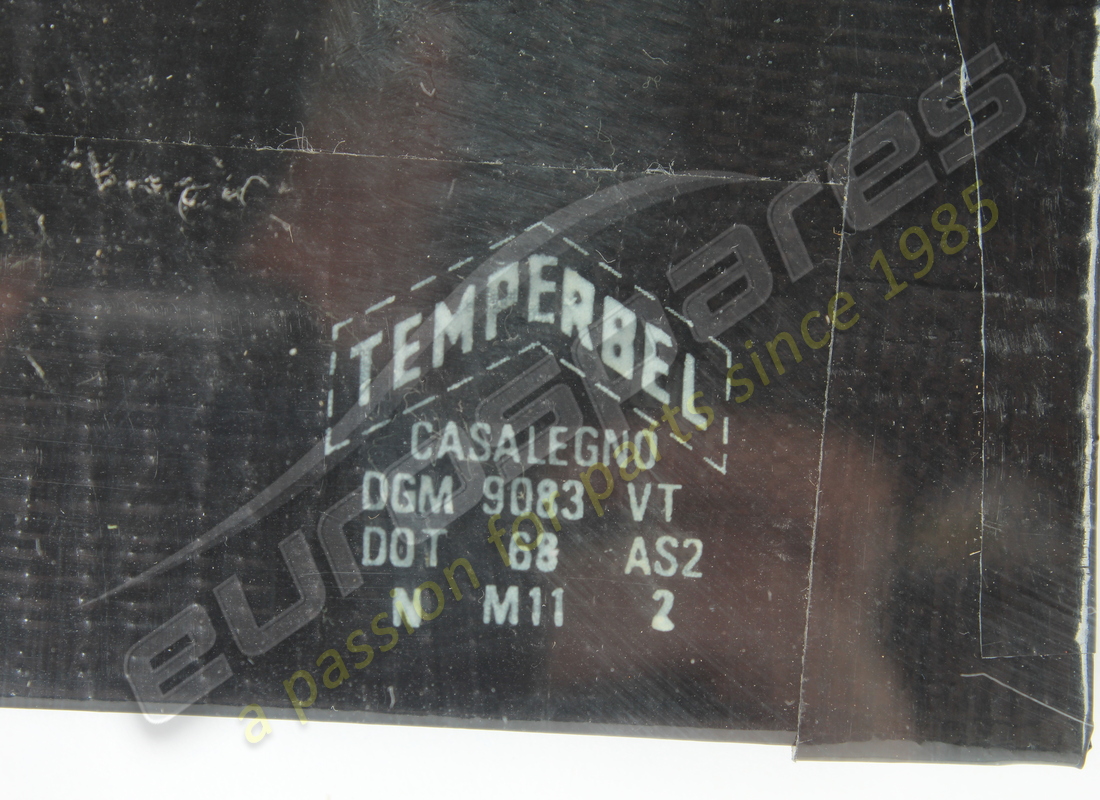 TEMPERBEL
CASALEGNO
DGM 9083 VT
DOT 68 AS2
N M11 2
eurospares
a passion for parts since 1985